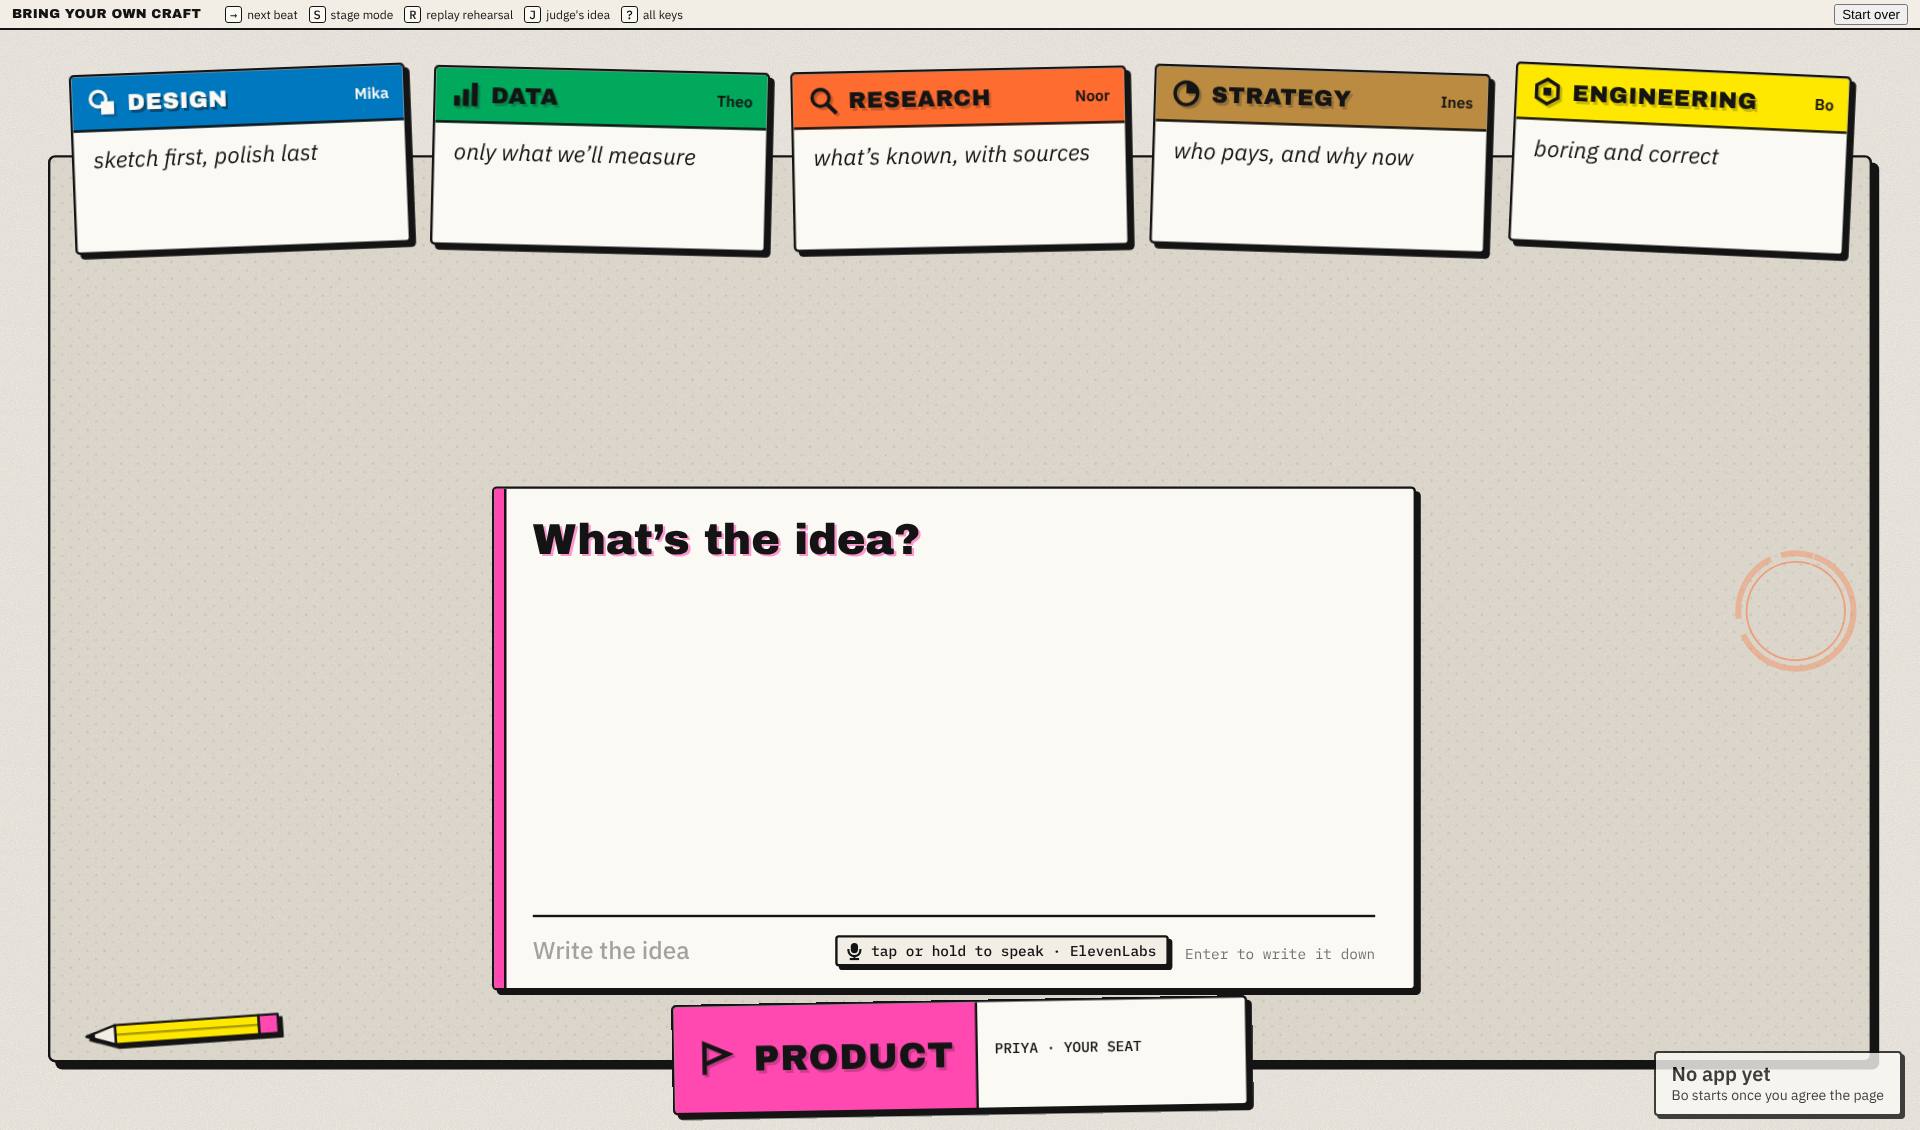 BRING YOUR OWN CRAFT → next beat S stage mode R replay rehearsal J judge's idea ? all keys Start over
DESIGN Mika
sketch first, polish last
DATA Theo
only what we’ll measure
RESEARCH Noor
what’s known, with sources
STRATEGY Ines
who pays, and why now
ENGINEERING Bo
boring and correct
What’s the idea?
Write the idea
tap or hold to speak · ElevenLabs
Enter to write it down
PRODUCT
PRIYA · YOUR SEAT
No app yet
Bo starts once you agree the page